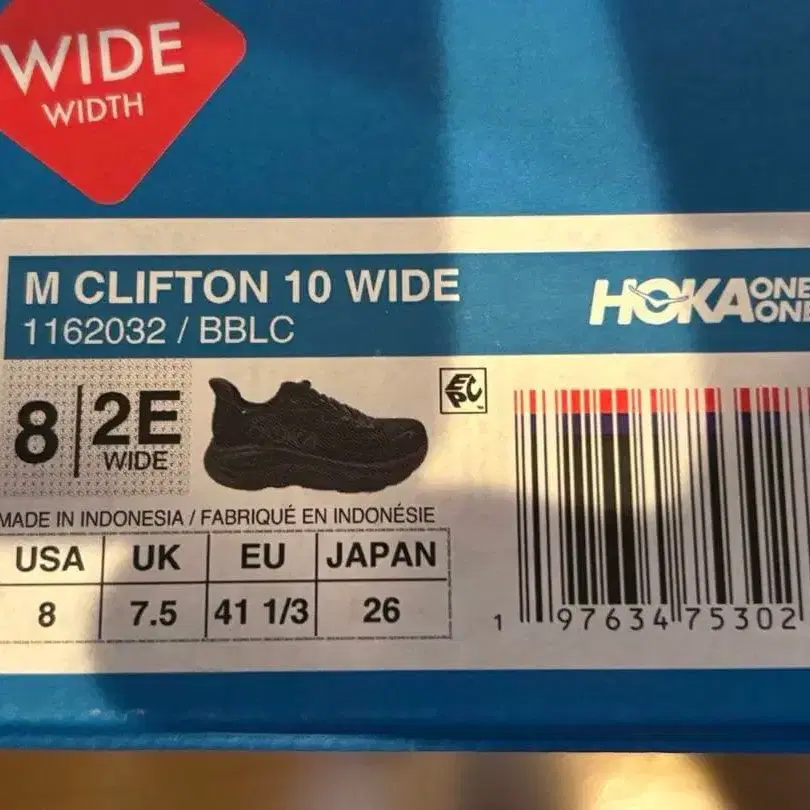 WIDE
WIDTH
M CLIFTON 10 WIDE
1162032 / BBLC
HOKA ONE ONE
8 2E
WIDE
EPC
MADE IN INDONESIA / FABRIQUÉ EN INDONÉSIE
USA UK EU JAPAN
8 7.5 41 1/3 26
1 97634 75302